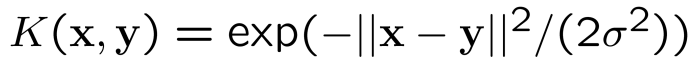 K(x, y) = exp(−||x − y||²/(2σ²))